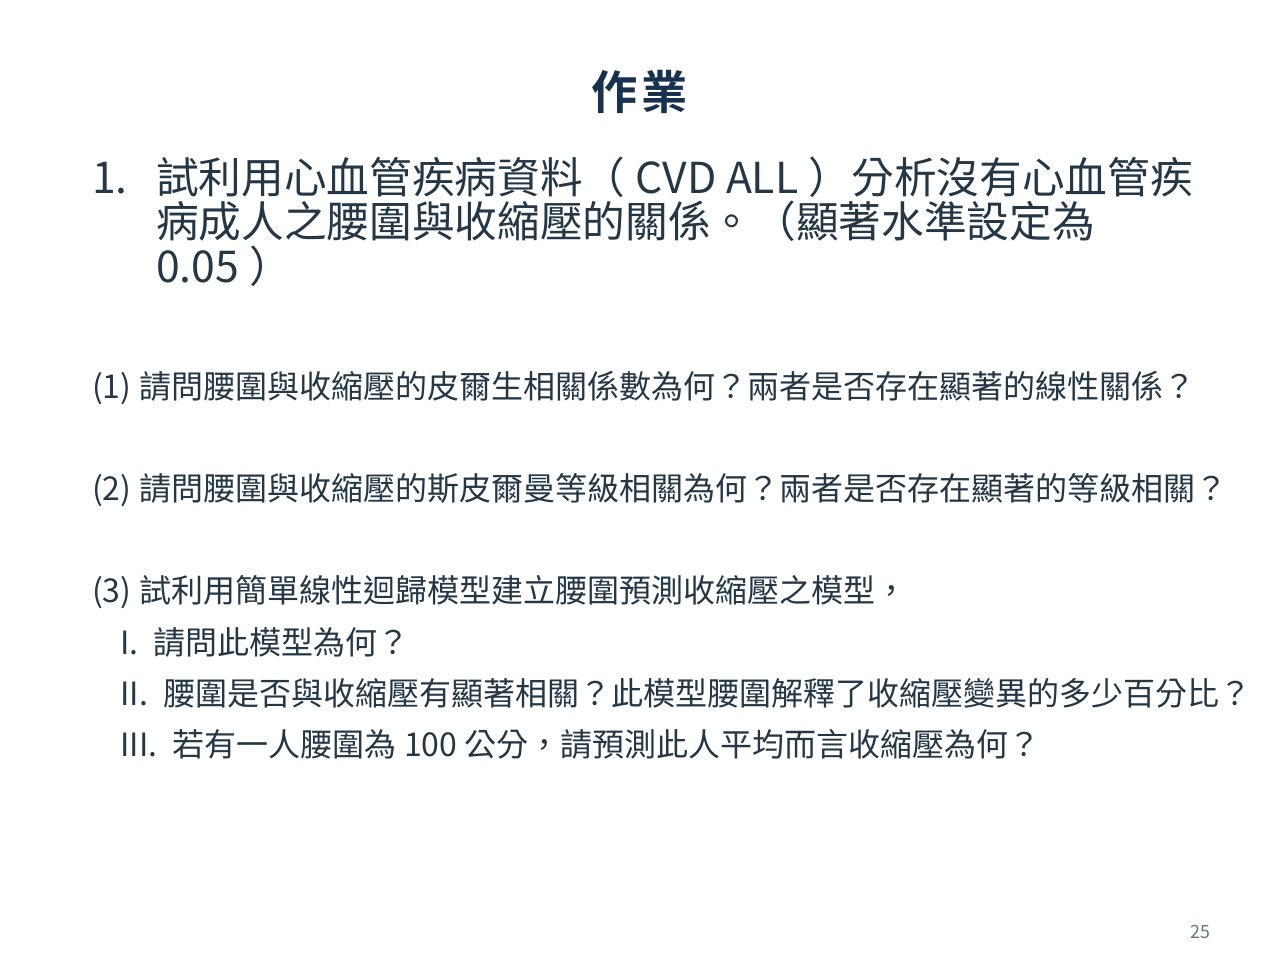 作業
1. 試利用心血管疾病資料（CVD ALL）分析沒有心血管疾
病成人之腰圍與收縮壓的關係。（顯著水準設定為
0.05）
(1) 請問腰圍與收縮壓的皮爾生相關係數為何？兩者是否存在顯著的線性關係？
(2) 請問腰圍與收縮壓的斯皮爾曼等級相關為何？兩者是否存在顯著的等級相關？
(3) 試利用簡單線性迴歸模型建立腰圍預測收縮壓之模型，
I. 請問此模型為何？
II. 腰圍是否與收縮壓有顯著相關？此模型腰圍解釋了收縮壓變異的多少百分比？
III. 若有一人腰圍為 100 公分，請預測此人平均而言收縮壓為何？
25